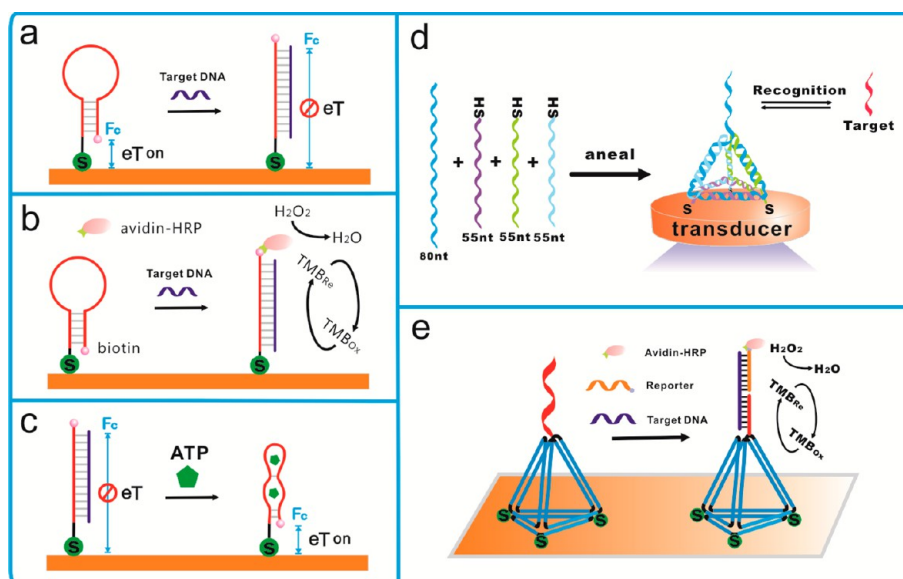 a
Fc
Target DNA
Fc
eT
eT on
S
S
b
avidin-HRP
H2O2
H2O
Target DNA
TMBRe
TMBOx
biotin
S
S
c
Fc
ATP
eT
Fc
eT on
S
S
d
HS
HS
HS
Recognition
Target
+
+
+
aneal
S
S
transducer
80nt
55nt
55nt
55nt
e
Avidin-HRP
H2O2
H2O
Reporter
TMBRe
Target DNA
TMBOx
S
S
S
S
S
S